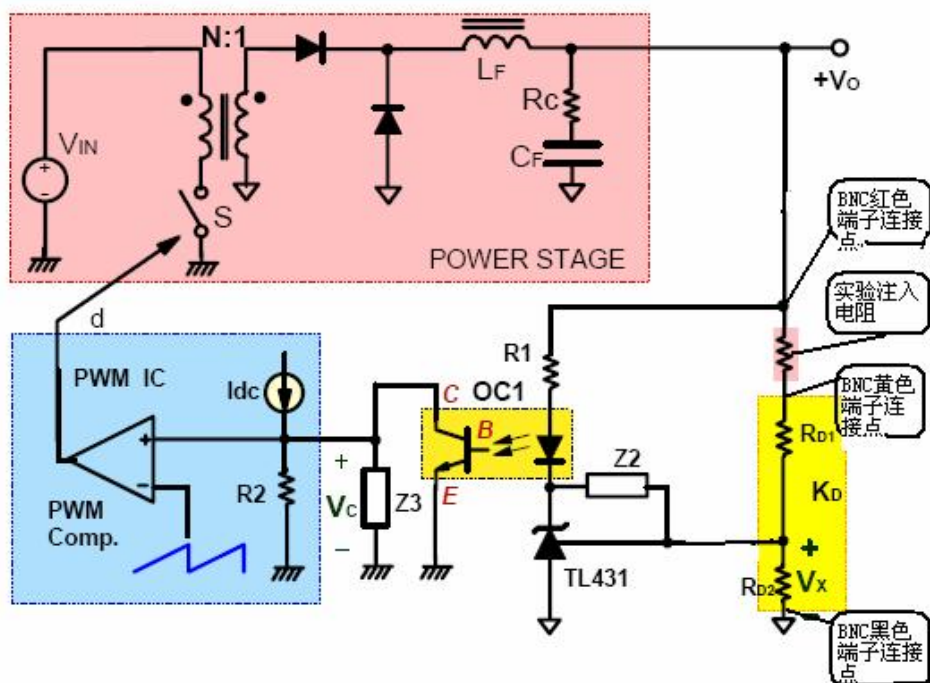 N:1
LF
+Vo
Rc
VIN
CF
+
-
S
BNC红色
端子连接
点
POWER STAGE
实验注入
电阻
d
R1
PWM IC
Idc
C
OC1
BNC黄色
端子连
接点
B
RD1
+
Z2
+
R2
E
KD
-
Vc
Z3
PWM
Comp.
+
−
TL431
RD2
Vx
BNC黑色
端子连接
点